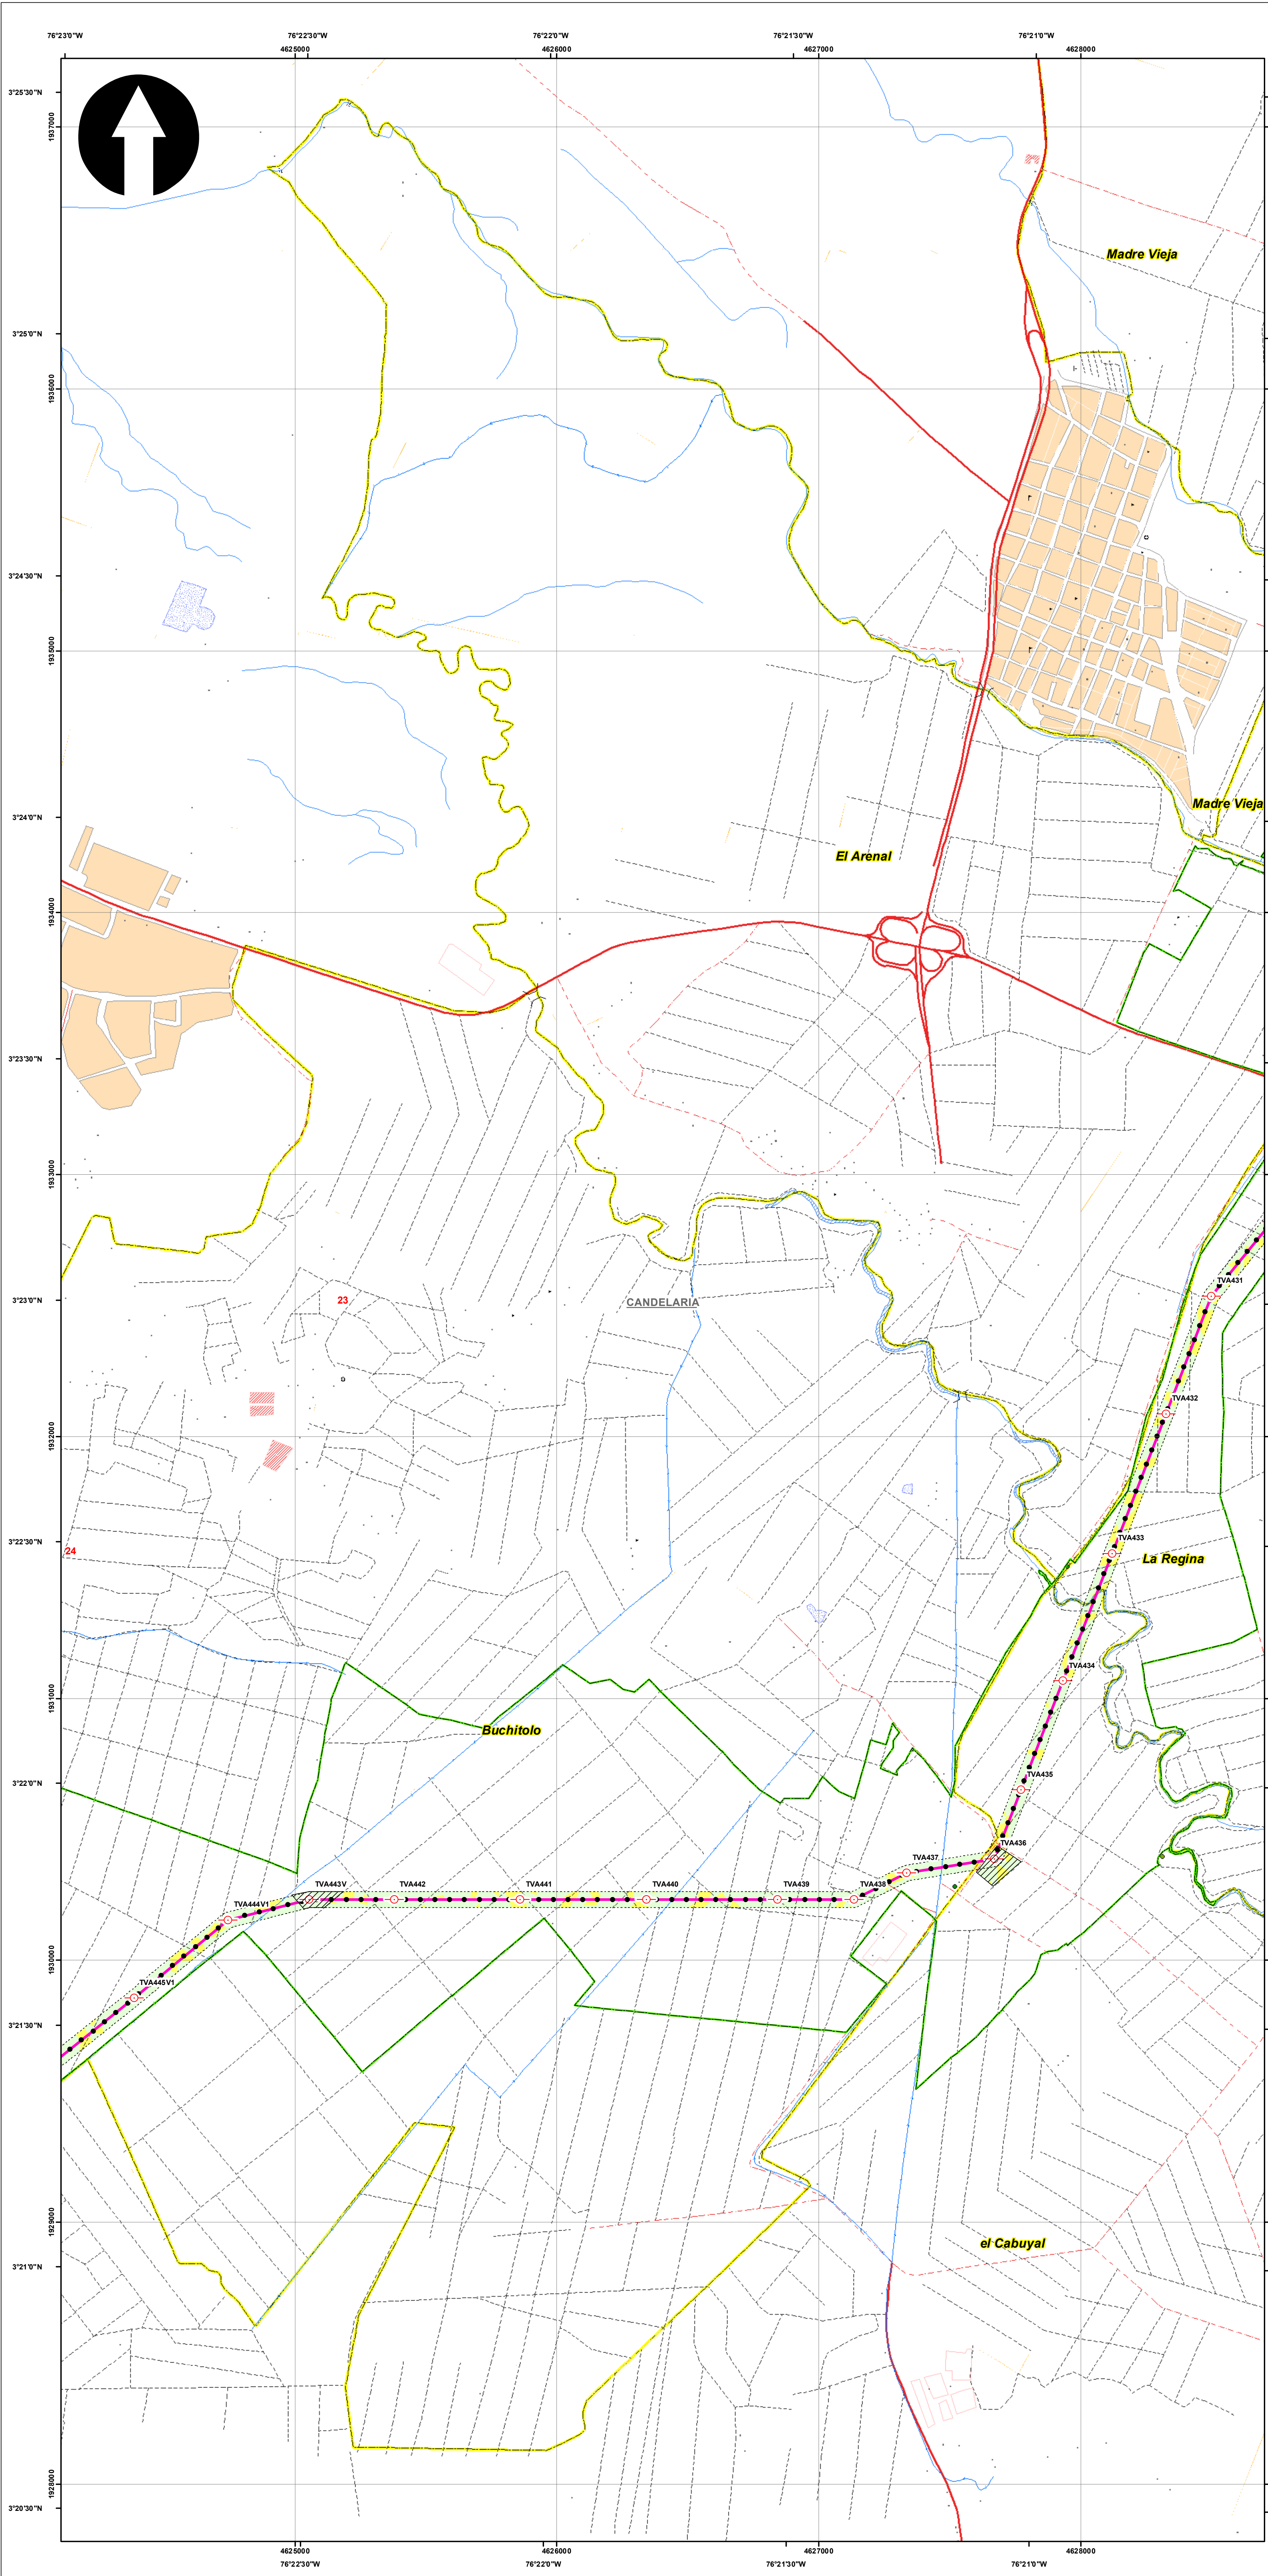 76°23'0"W 76°22'30"W 76°22'0"W 76°21'30"W 76°21'0"W
4625000 4626000 4627000 4628000
3°25'30"N
1937000
Madre Vieja
3°25'0"N
1936000
3°24'30"N
1935000
Madre Vieja
3°24'0"N
El Arenal
1934000
3°23'30"N
1933000
TVA431
3°23'0"N
23
CANDELARIA
TVA432
1932000
TVA433
3°22'30"N
24
La Regina
TVA434
1931000
Buchitolo
TVA435
3°22'0"N
TVA436
TVA437
TVA443V TVA442 TVA441 TVA440 TVA439 TVA438
TVA444V1
1930000
TVA445V1
3°21'30"N
1929000
el Cabuyal
3°21'0"N
1928000
3°20'30"N
4625000 4626000 4627000 4628000
76°22'30"W 76°22'0"W 76°21'30"W 76°21'0"W